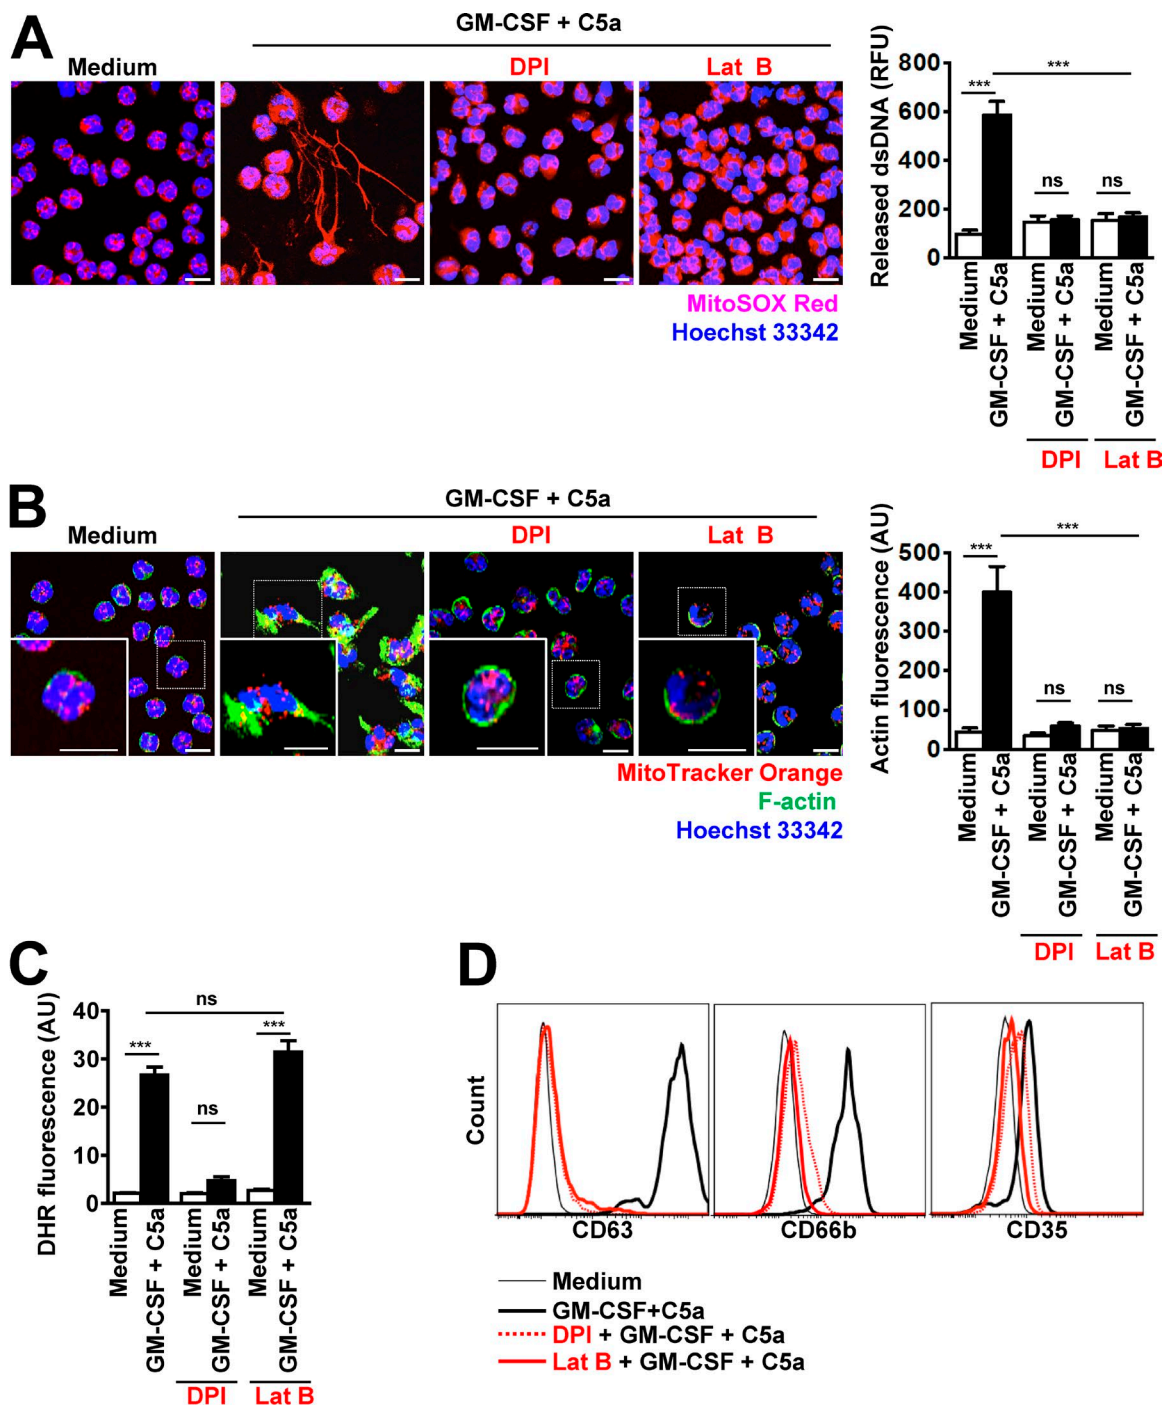 A
GM-CSF + C5a
Medium
DPI
Lat B
MitoSOX Red
Hoechst 33342
Released dsDNA (RFU)
800
600
400
200
0
***
***
ns
ns
Medium
GM-CSF + C5a
Medium
GM-CSF + C5a
Medium
GM-CSF + C5a
DPI
Lat B
B
GM-CSF + C5a
Medium
DPI
Lat B
MitoTracker Orange
F-actin
Hoechst 33342
Actin fluorescence (AU)
500
400
300
200
100
0
***
***
ns
ns
Medium
GM-CSF + C5a
Medium
GM-CSF + C5a
Medium
GM-CSF + C5a
DPI
Lat B
C
DHR fluorescence (AU)
40
30
20
10
0
ns
***
ns
***
Medium
GM-CSF + C5a
Medium
GM-CSF + C5a
Medium
GM-CSF + C5a
DPI
Lat B
D
Count
CD63
CD66b
CD35
Medium
GM-CSF+C5a
DPI + GM-CSF + C5a
Lat B + GM-CSF + C5a